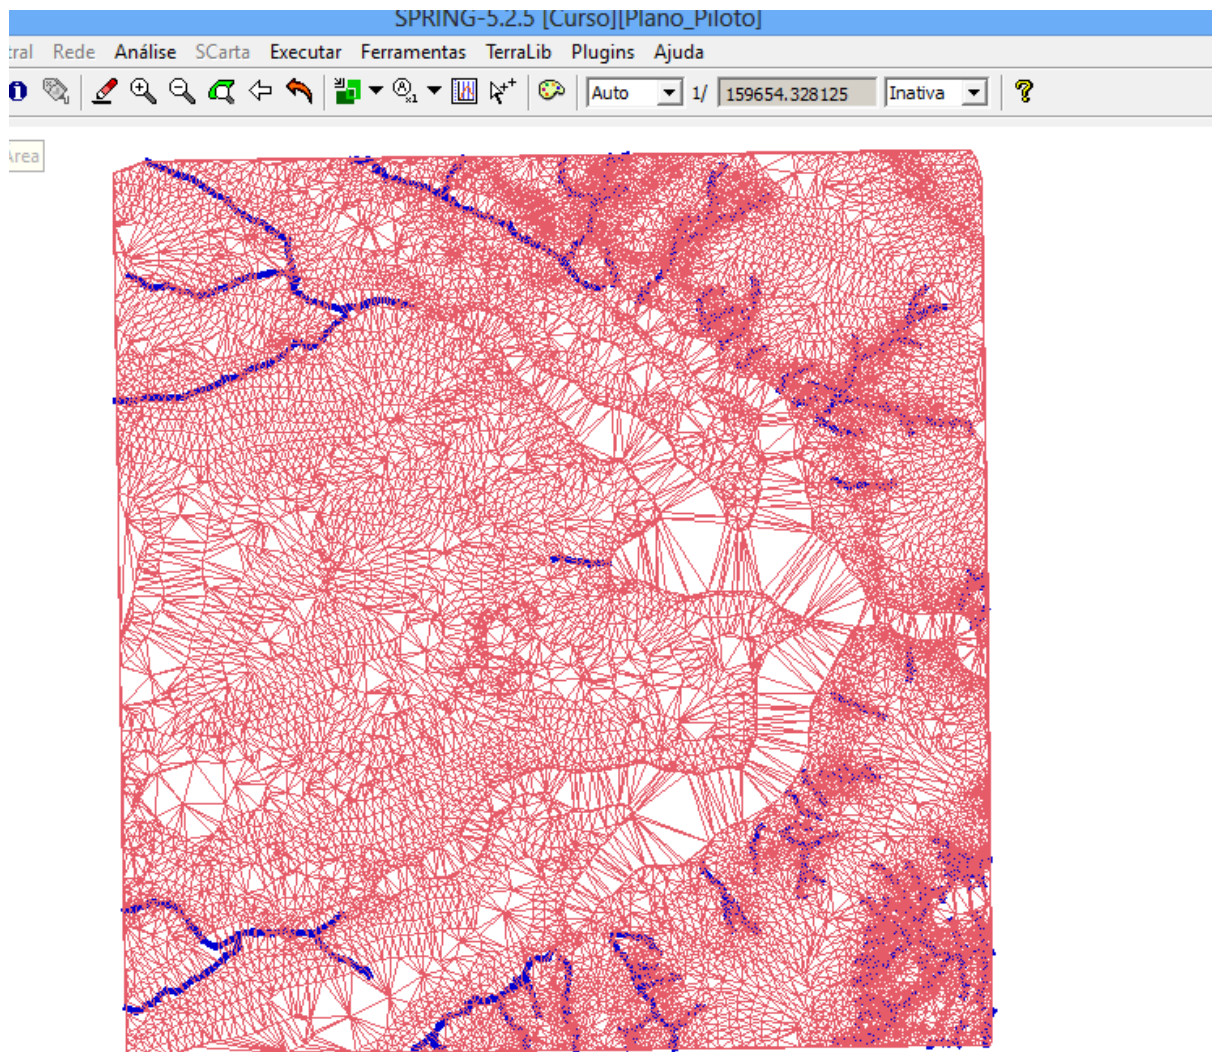 SPRING-5.2.5 [Curso][Plano_Piloto]
tral Rede Análise SCarta Executar Ferramentas TerraLib Plugins Ajuda
Auto 1/ 159654.328125 Inativa
Área